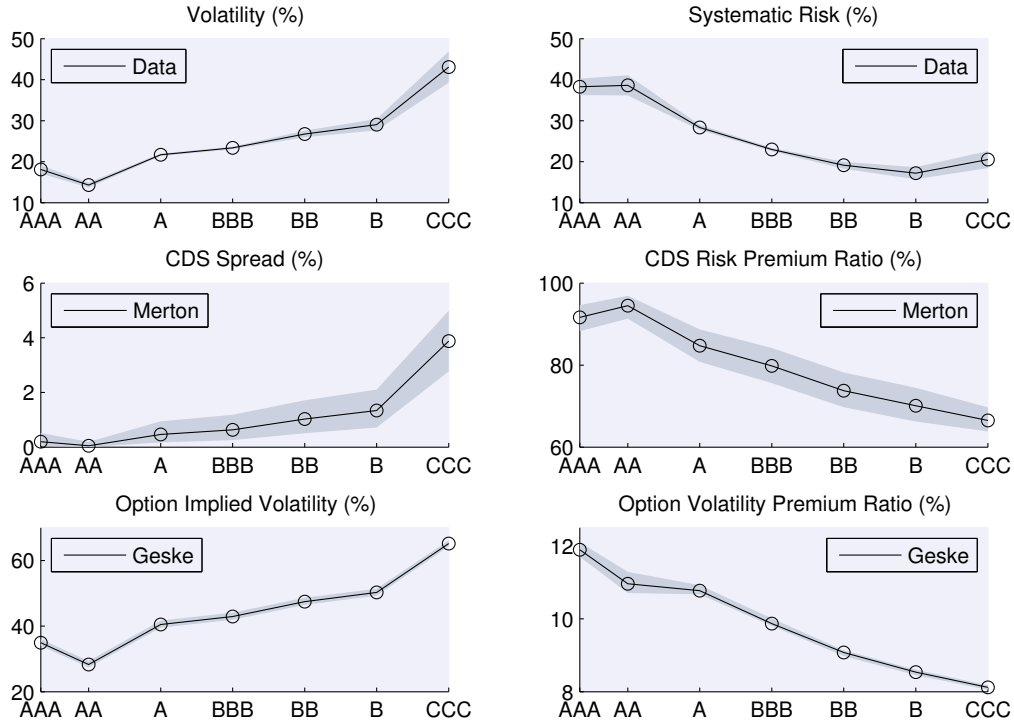 Volatility (%)
50
40
30
20
10
Data
AAA AA A BBB BB B CCC
Systematic Risk (%)
50
40
30
20
10
Data
AAA AA A BBB BB B CCC
CDS Spread (%)
6
4
2
0
Merton
AAA AA A BBB BB B CCC
CDS Risk Premium Ratio (%)
100
80
60
Merton
AAA AA A BBB BB B CCC
Option Implied Volatility (%)
60
40
20
Geske
AAA AA A BBB BB B CCC
Option Volatility Premium Ratio (%)
12
10
8
Geske
AAA AA A BBB BB B CCC